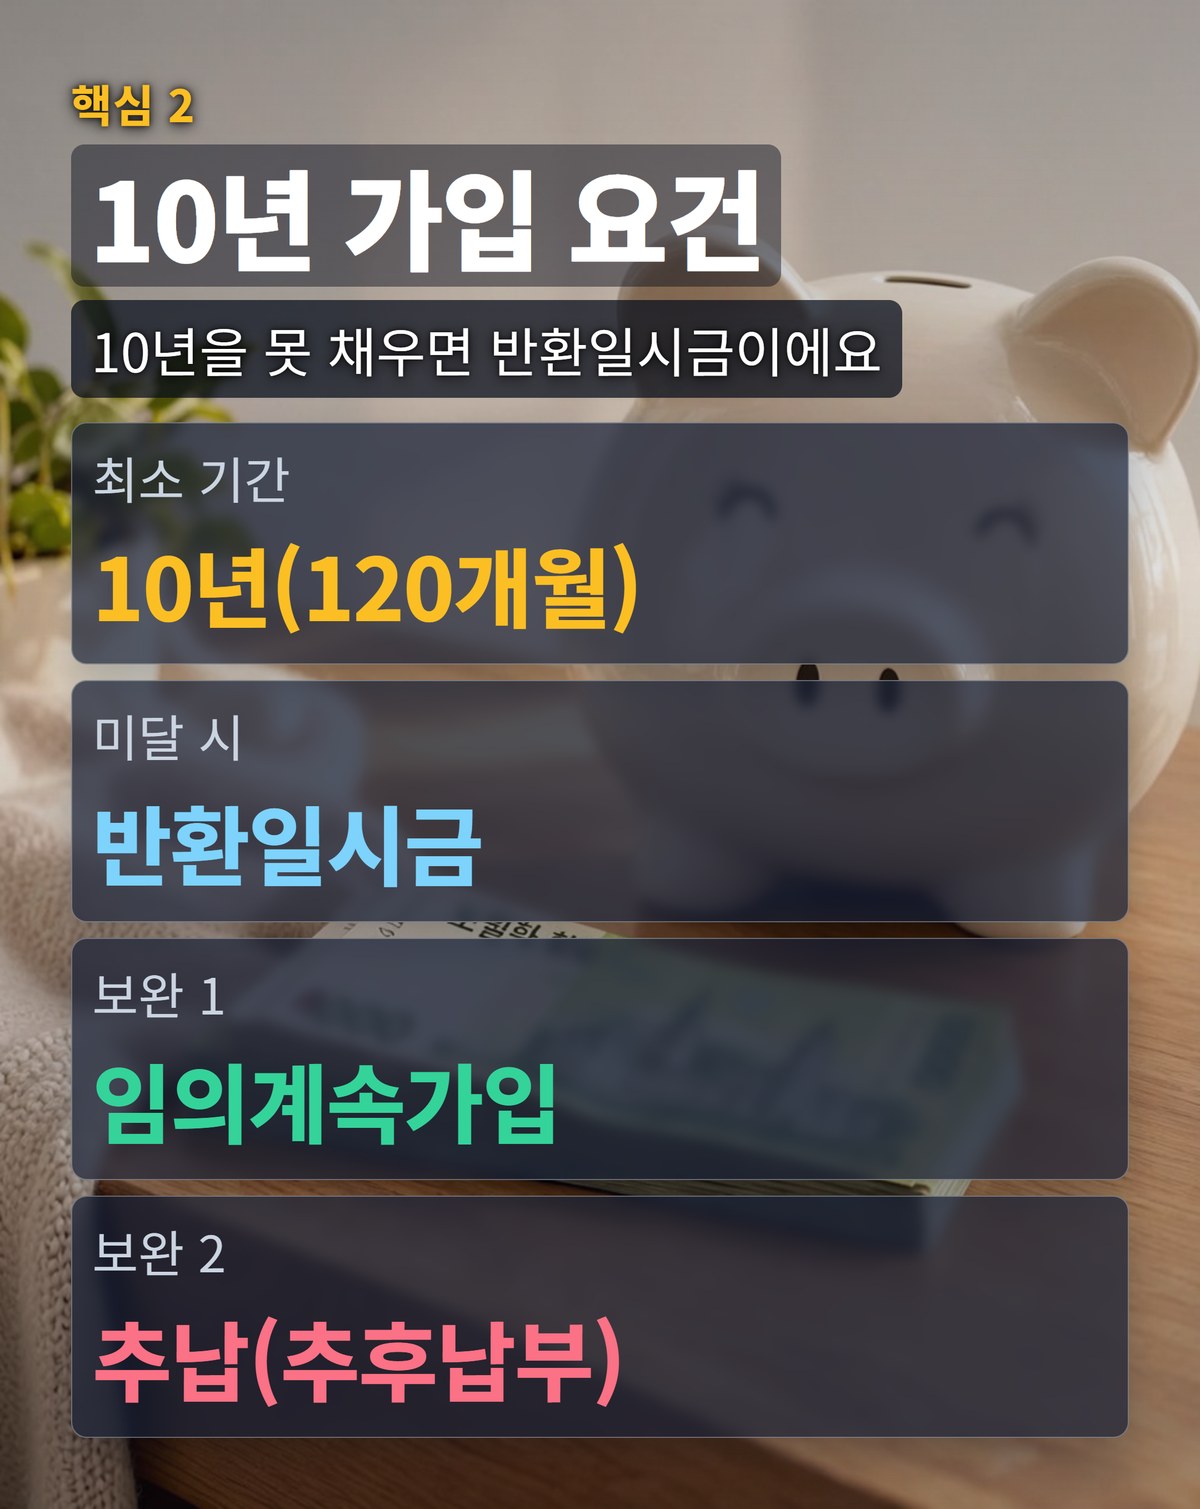 핵심 2
10년 가입 요건
10년을 못 채우면 반환일시금이에요
최소 기간
10년(120개월)
미달 시
반환일시금
보완 1
임의계속가입
보완 2
추납(추후납부)